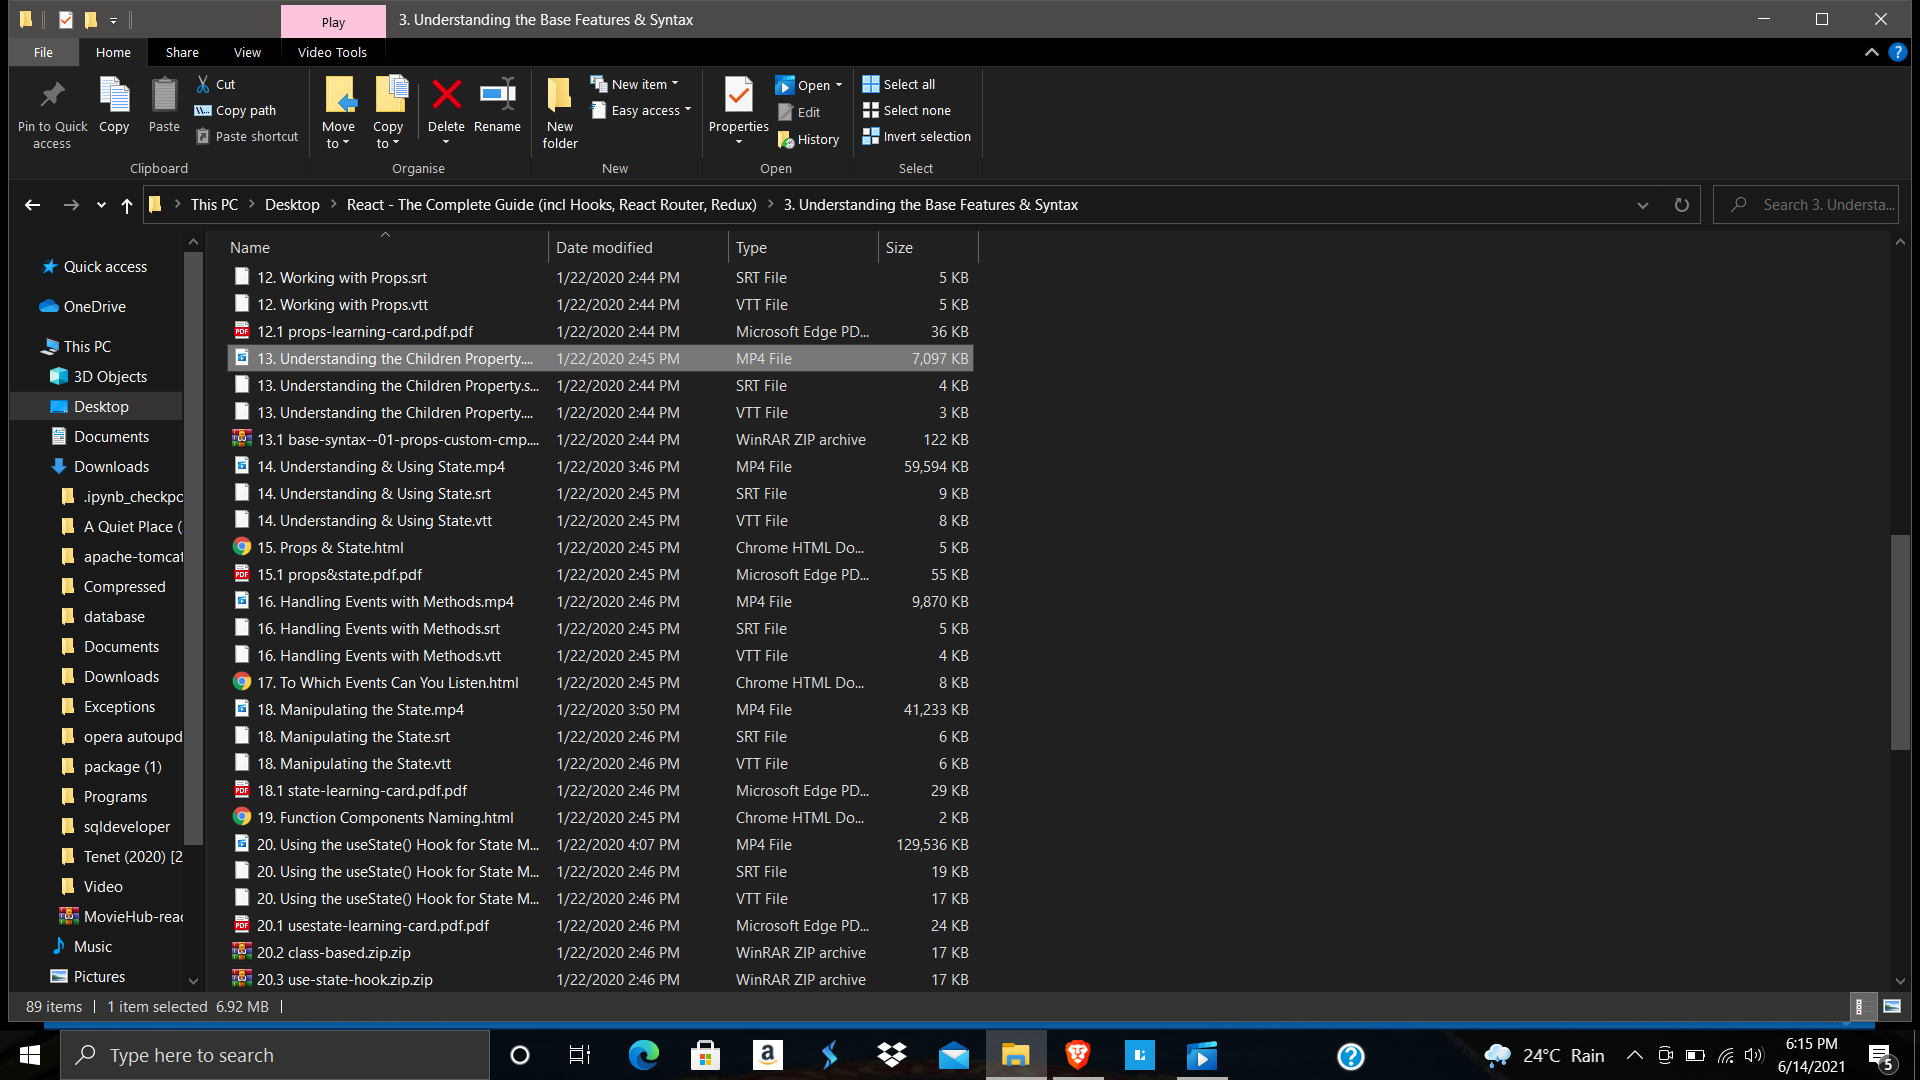 Play
3. Understanding the Base Features & Syntax
File
Home
Share
View
Video Tools
Pin to Quick access
Copy
Paste
Cut
Copy path
Paste shortcut
Clipboard
Move to
Copy to
Delete
Rename
Organise
New folder
New item
Easy access
New
Properties
Open
Edit
History
Open
Select all
Select none
Invert selection
Select
This PC > Desktop > React - The Complete Guide (incl Hooks, React Router, Redux) > 3. Understanding the Base Features & Syntax
Search 3. Understa...
Quick access
OneDrive
This PC
3D Objects
Desktop
Documents
Downloads
.ipynb_checkpo
A Quiet Place (
apache-tomcat
Compressed
database
Documents
Downloads
Exceptions
opera autoupd
package (1)
Programs
sqldeveloper
Tenet (2020) [2
Video
MovieHub-reac
Music
Pictures
Name Date modified Type Size
12. Working with Props.srt 1/22/2020 2:44 PM SRT File 5 KB
12. Working with Props.vtt 1/22/2020 2:44 PM VTT File 5 KB
12.1 props-learning-card.pdf.pdf 1/22/2020 2:44 PM Microsoft Edge PD... 36 KB
13. Understanding the Children Property.... 1/22/2020 2:45 PM MP4 File 7,097 KB
13. Understanding the Children Property.s... 1/22/2020 2:44 PM SRT File 4 KB
13. Understanding the Children Property.... 1/22/2020 2:44 PM VTT File 3 KB
13.1 base-syntax--01-props-custom-cmp.... 1/22/2020 2:44 PM WinRAR ZIP archive 122 KB
14. Understanding & Using State.mp4 1/22/2020 3:46 PM MP4 File 59,594 KB
14. Understanding & Using State.srt 1/22/2020 2:45 PM SRT File 9 KB
14. Understanding & Using State.vtt 1/22/2020 2:45 PM VTT File 8 KB
15. Props & State.html 1/22/2020 2:45 PM Chrome HTML Do... 5 KB
15.1 props&state.pdf.pdf 1/22/2020 2:45 PM Microsoft Edge PD... 55 KB
16. Handling Events with Methods.mp4 1/22/2020 2:46 PM MP4 File 9,870 KB
16. Handling Events with Methods.srt 1/22/2020 2:45 PM SRT File 5 KB
16. Handling Events with Methods.vtt 1/22/2020 2:45 PM VTT File 4 KB
17. To Which Events Can You Listen.html 1/22/2020 2:45 PM Chrome HTML Do... 8 KB
18. Manipulating the State.mp4 1/22/2020 3:50 PM MP4 File 41,233 KB
18. Manipulating the State.srt 1/22/2020 2:46 PM SRT File 6 KB
18. Manipulating the State.vtt 1/22/2020 2:46 PM VTT File 6 KB
18.1 state-learning-card.pdf.pdf 1/22/2020 2:46 PM Microsoft Edge PD... 29 KB
19. Function Components Naming.html 1/22/2020 2:45 PM Chrome HTML Do... 2 KB
20. Using the useState() Hook for State M... 1/22/2020 4:07 PM MP4 File 129,536 KB
20. Using the useState() Hook for State M... 1/22/2020 2:46 PM SRT File 19 KB
20. Using the useState() Hook for State M... 1/22/2020 2:46 PM VTT File 17 KB
20.1 usestate-learning-card.pdf.pdf 1/22/2020 2:46 PM Microsoft Edge PD... 24 KB
20.2 class-based.zip.zip 1/22/2020 2:46 PM WinRAR ZIP archive 17 KB
20.3 use-state-hook.zip.zip 1/22/2020 2:46 PM WinRAR ZIP archive 17 KB
89 items 1 item selected 6.92 MB
Type here to search
24°C Rain
6:15 PM
6/14/2021
5